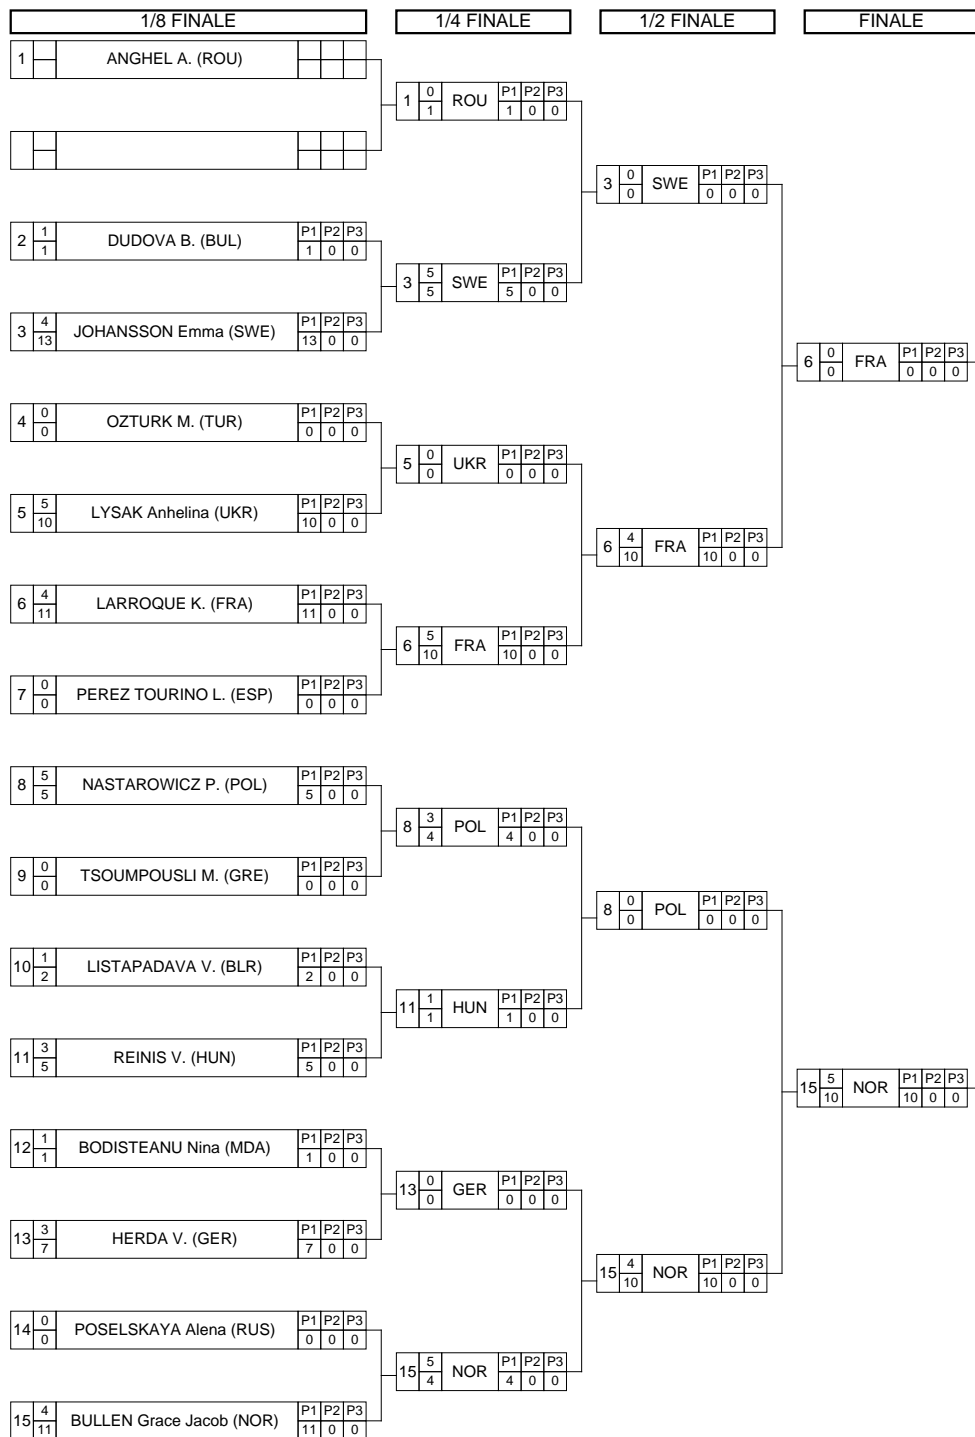 1/8 FINALE 1/4 FINALE 1/2 FINALE FINALE
1 ANGHEL A. (ROU)
1 0 1 ROU P1 P2 P3 1 0 0
3 0 0 SWE P1 P2 P3 0 0 0
2 1 1 DUDOVA B. (BUL) P1 P2 P3 1 0 0
3 5 5 SWE P1 P2 P3 5 0 0
3 4 13 JOHANSSON Emma (SWE) P1 P2 P3 13 0 0
6 0 0 FRA P1 P2 P3 0 0 0
4 0 0 OZTURK M. (TUR) P1 P2 P3 0 0 0
5 0 0 UKR P1 P2 P3 0 0 0
5 5 10 LYSAK Anhelina (UKR) P1 P2 P3 10 0 0
6 4 10 FRA P1 P2 P3 10 0 0
6 4 11 LARROQUE K. (FRA) P1 P2 P3 11 0 0
6 5 10 FRA P1 P2 P3 10 0 0
7 0 0 PEREZ TOURINO L. (ESP) P1 P2 P3 0 0 0
8 5 5 NASTAROWICZ P. (POL) P1 P2 P3 5 0 0
8 3 4 POL P1 P2 P3 4 0 0
9 0 0 TSOUMPOUSLI M. (GRE) P1 P2 P3 0 0 0
8 0 0 POL P1 P2 P3 0 0 0
10 1 2 LISTAPADAVA V. (BLR) P1 P2 P3 2 0 0
11 1 1 HUN P1 P2 P3 1 0 0
11 3 5 REINIS V. (HUN) P1 P2 P3 5 0 0
15 5 10 NOR P1 P2 P3 10 0 0
12 1 1 BODISTEANU Nina (MDA) P1 P2 P3 1 0 0
13 0 0 GER P1 P2 P3 0 0 0
13 3 7 HERDA V. (GER) P1 P2 P3 7 0 0
15 4 10 NOR P1 P2 P3 10 0 0
14 0 0 POSELSKAYA Alena (RUS) P1 P2 P3 0 0 0
15 5 4 NOR P1 P2 P3 4 0 0
15 4 11 BULLEN Grace Jacob (NOR) P1 P2 P3 11 0 0